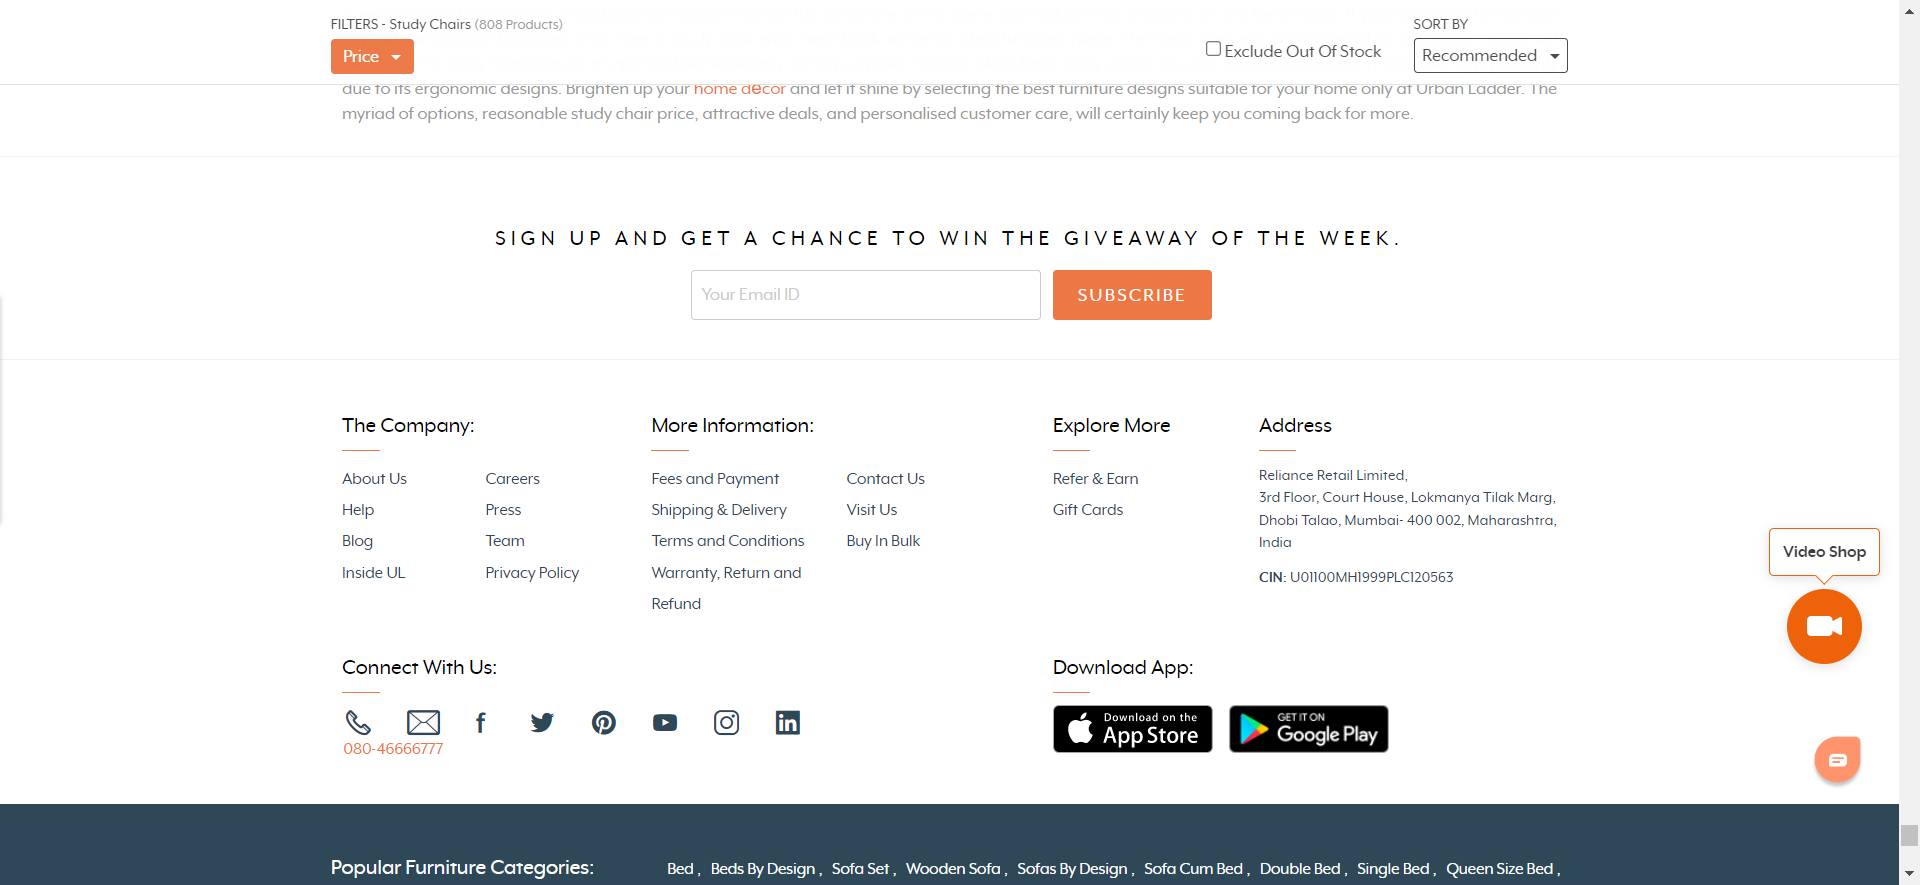 FILTERS - Study Chairs (808 Products)
SORT BY
Price
Exclude Out Of Stock
Recommended
due to its ergonomic designs. Brighten up your home décor and let it shine by selecting the best furniture designs suitable for your home only at Urban Ladder. The
myriad of options, reasonable study chair price, attractive deals, and personalised customer care, will certainly keep you coming back for more.
SIGN UP AND GET A CHANCE TO WIN THE GIVEAWAY OF THE WEEK.
Your Email ID
SUBSCRIBE
The Company:
About Us
Careers
Help
Press
Blog
Team
Inside UL
Privacy Policy
More Information:
Fees and Payment
Contact Us
Shipping & Delivery
Visit Us
Terms and Conditions
Buy In Bulk
Warranty, Return and
Refund
Explore More
Refer & Earn
Gift Cards
Address
Reliance Retail Limited,
3rd Floor, Court House, Lokmanya Tilak Marg,
Dhobi Talao, Mumbai- 400 002, Maharashtra,
India
CIN: U01100MH1999PLC120563
Video Shop
Connect With Us:
080-46666777
Download App:
Download on the
App Store
GET IT ON
Google Play
Popular Furniture Categories:
Bed , Beds By Design , Sofa Set , Wooden Sofa , Sofas By Design , Sofa Cum Bed , Double Bed , Single Bed , Queen Size Bed ,